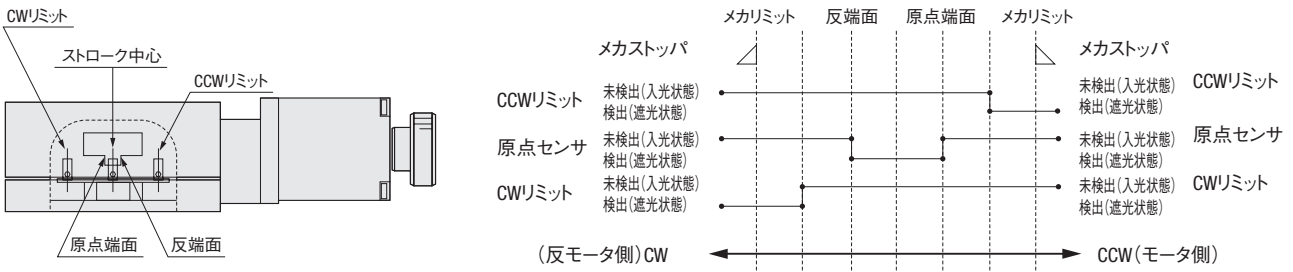 CWリミット
ストローク中心
CCWリミット
原点端面
反端面
メカリミット
反端面
原点端面
メカリミット
メカストッパ
メカストッパ
CCWリミット
未検出(入光状態)
検出(遮光状態)
未検出(入光状態)
検出(遮光状態)
CCWリミット
原点センサ
未検出(入光状態)
検出(遮光状態)
未検出(入光状態)
検出(遮光状態)
原点センサ
CWリミット
未検出(入光状態)
検出(遮光状態)
未検出(入光状態)
検出(遮光状態)
CWリミット
(反モータ側)CW
CCW(モータ側)